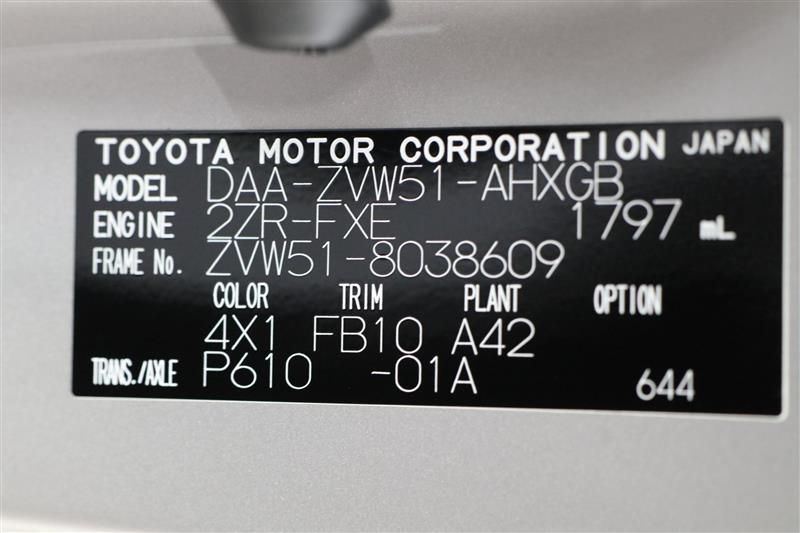 TOYOTA MOTOR CORPORATION JAPAN
MODEL DAA-ZVW51-AHXGB
ENGINE 2ZR-FXE 1797 mL
FRAME No. ZVW51-8038609
COLOR TRIM PLANT OPTION
4X1 FB10 A42
TRANS./AXLE P610 -01A 644